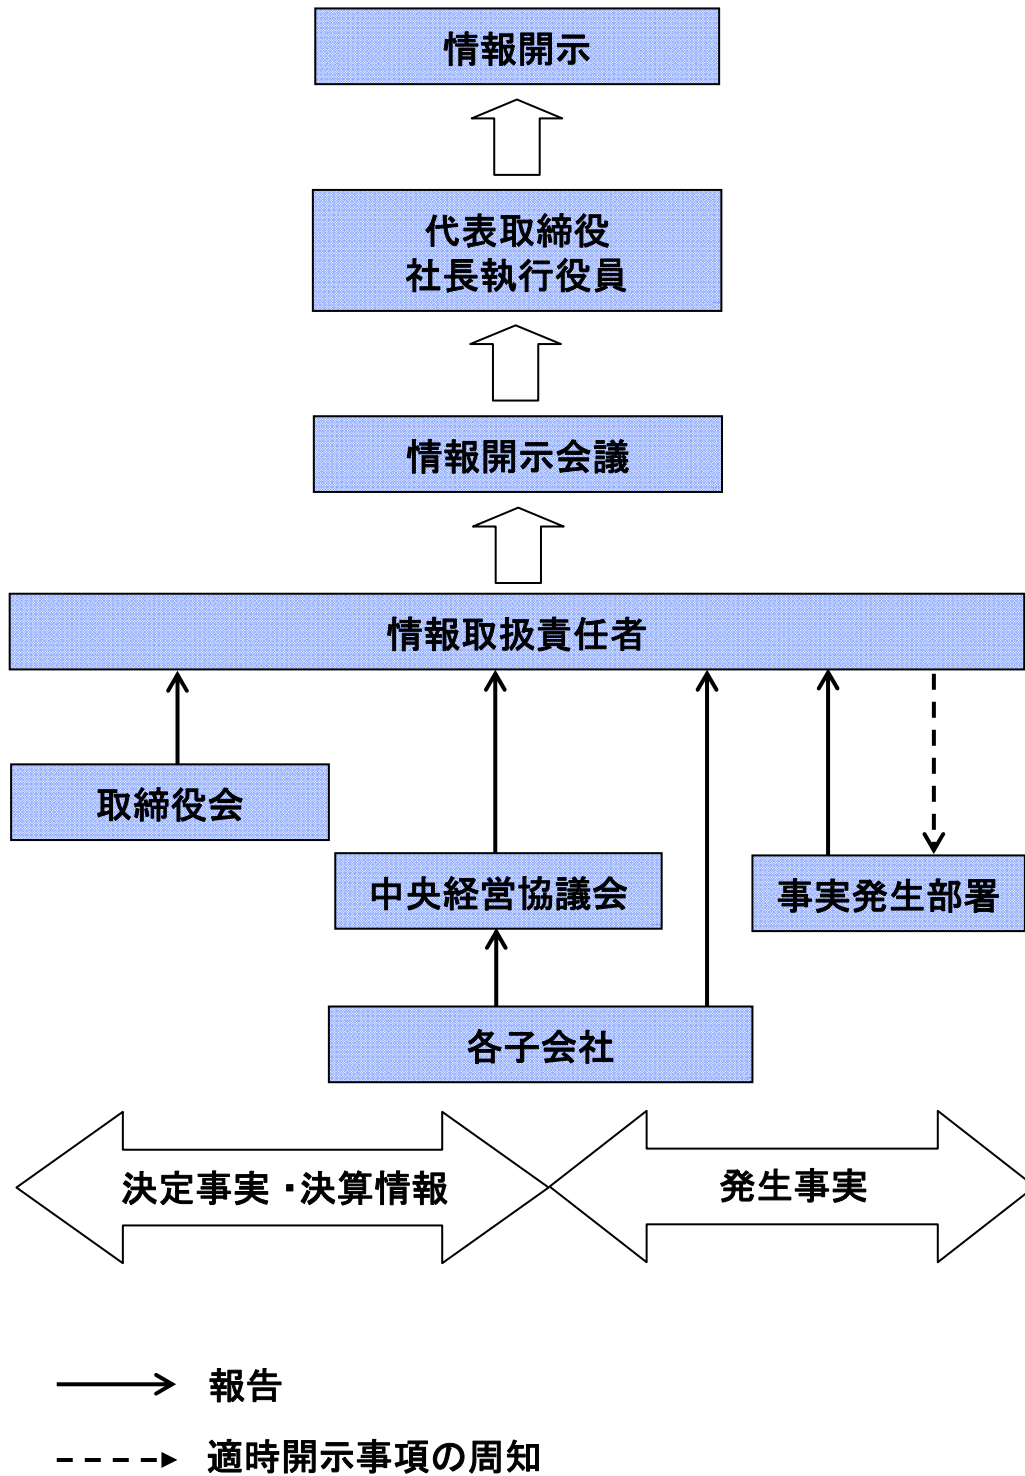 情報開示
代表取締役
社長執行役員
情報開示会議
情報取扱責任者
取締役会
中央経営協議会
事実発生部署
各子会社
決定事実・決算情報
発生事実
報告
適時開示事項の周知